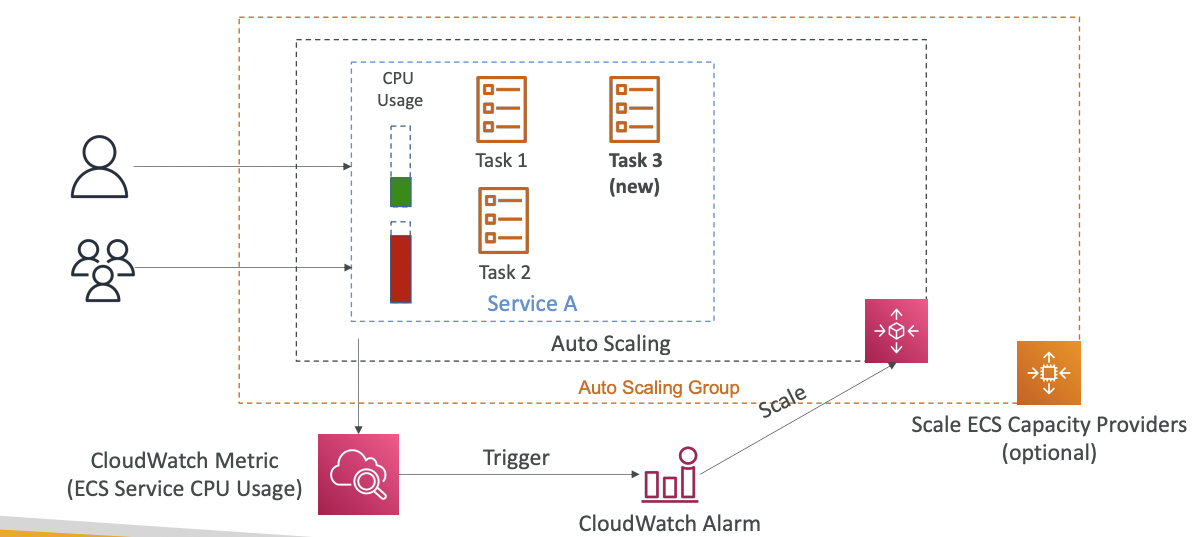 CPU
Usage
Task 1
Task 3
(new)
Task 2
Service A
Auto Scaling
Auto Scaling Group
Scale
Scale ECS Capacity Providers
(optional)
CloudWatch Metric
(ECS Service CPU Usage)
Trigger
CloudWatch Alarm